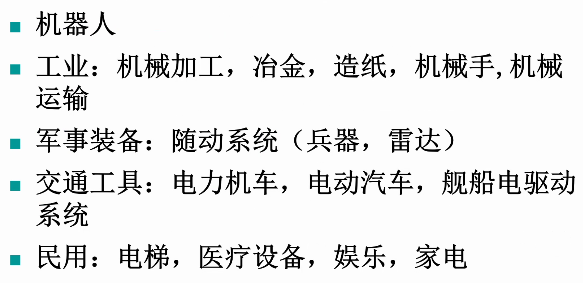 机器人
工业：机械加工，冶金，造纸，机械手,机械
运输
军事装备：随动系统（兵器，雷达）
交通工具：电力机车，电动汽车，舰船电驱动
系统
民用：电梯，医疗设备，娱乐，家电